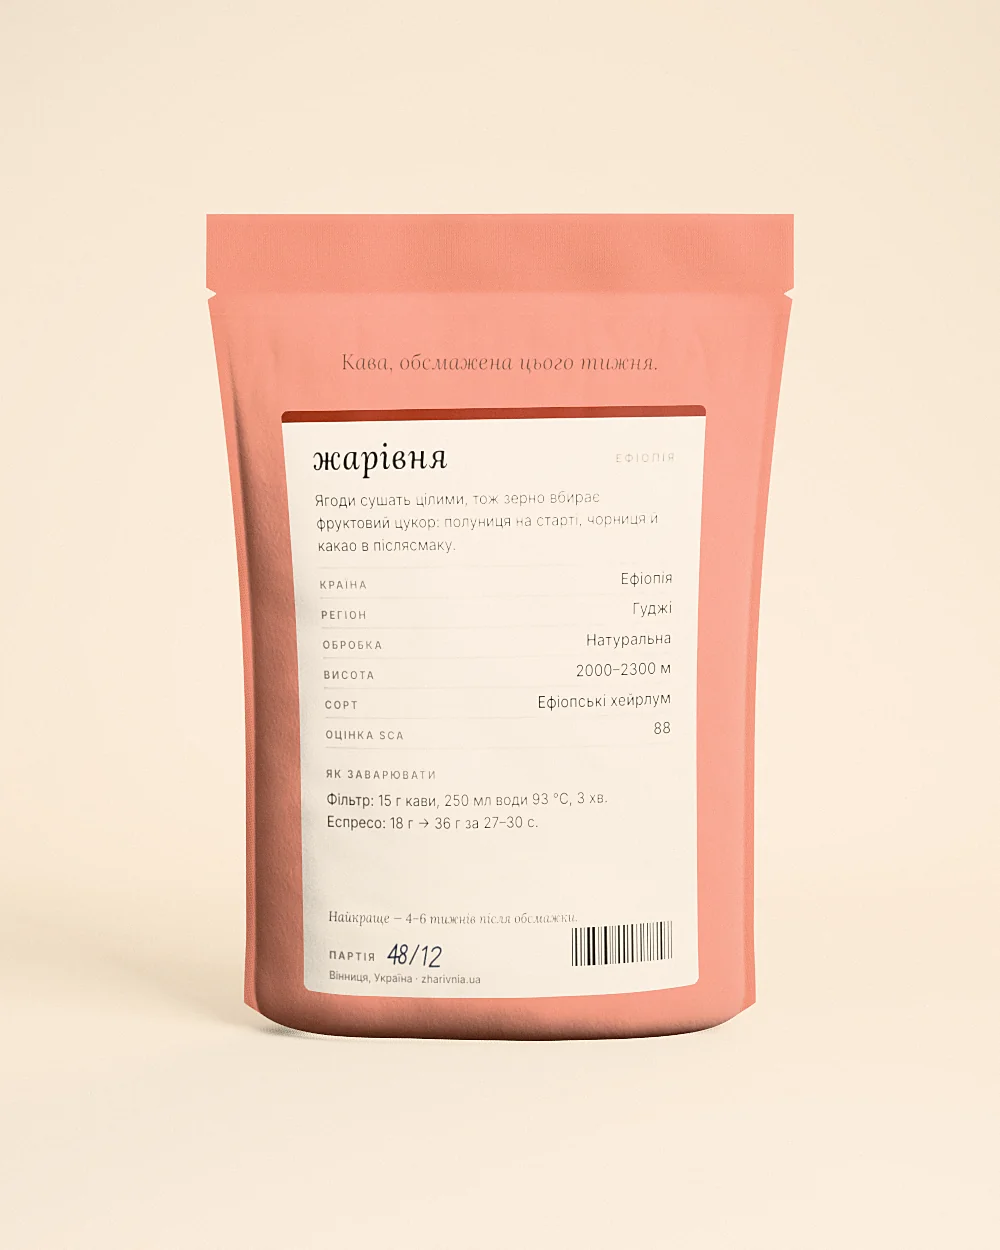 Кава, обсмажена цього тижня.
жарівня
ЕФІОПІЯ
Ягоди сушать цілими, тож зерно вбирає
фруктовий цукор: полуниця на старті, чорниця й
какао в післясмаку.
КРАЇНА Ефіопія
РЕГІОН Гуджі
ОБРОБКА Натуральна
ВИСОТА 2000–2300 м
СОРТ Ефіопські хейрлум
ОЦІНКА SCA 88
ЯК ЗАВАРЮВАТИ
Фільтр: 15 г кави, 250 мл води 93 °C, 3 хв.
Еспресо: 18 г → 36 г за 27–30 с.
Найкраще – 4–6 тижнів після обсмажки.
ПАРТІЯ 48/12
Вінниця, Україна · zharivnia.ua